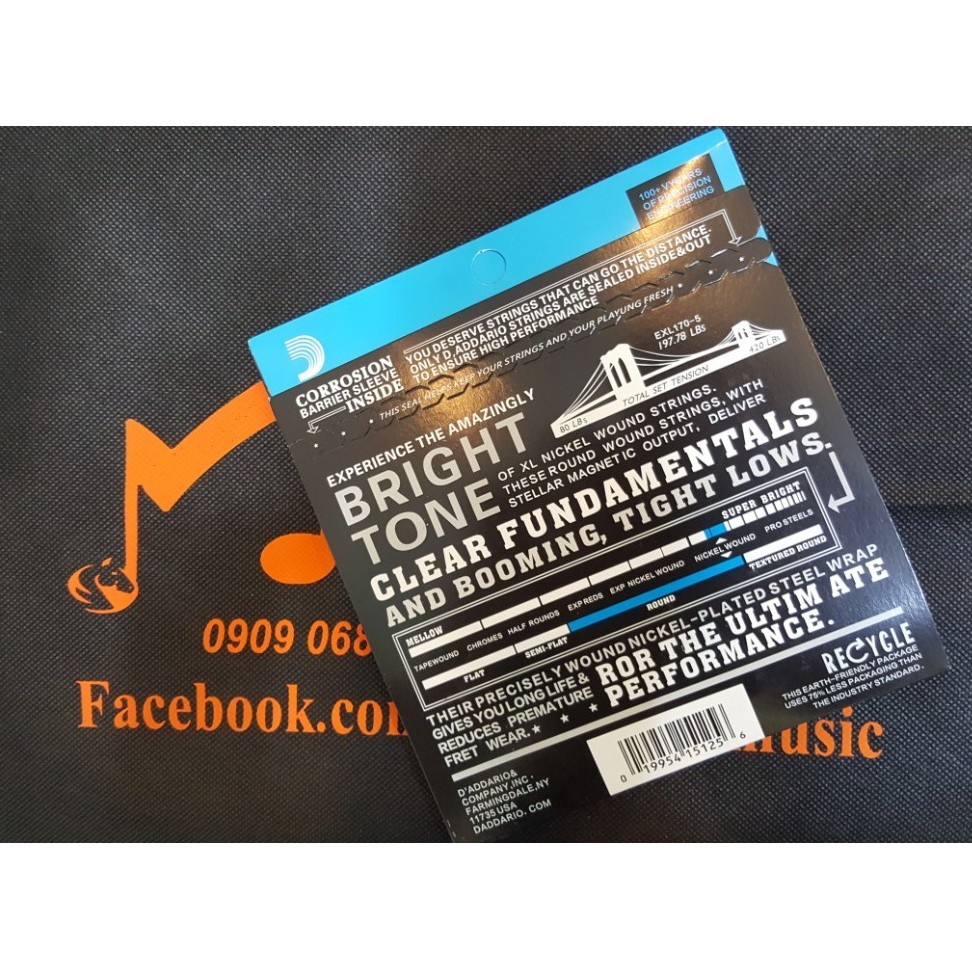 100+ VYEARS
OF PRECISION
ENGINEERING
CORROSION
BARRIER SLEEVE
INSIDE
YOU DESERVE STRINGS THAT CAN GO THE DISTANCE.
ONLY D,ADDARIO STRINGS ARE SEALED INSIDE&OUT
TO ENSURE HIGH PERFORMANCE
THIS SEAL HELPS KEEP YOUR STRINGS AND YOUR PLAYUNG FRESH
EXL170-5
197.78 LBs
80 LBs
TOTAL SET TENSION
420 LBs
EXPERIENCE THE AMAZINGLY
BRIGHT
TONE
OF XL NICKEL WOUND STRINGS.
THESE ROUND WOUND STRINGS, WITH
STELLAR MAGNETIC OUTPUT, DELIVER
CLEAR FUNDAMENTALS
AND BOOMING, TIGHT LOWS.
MELLOW
SUPER BRIGHT
TAPEWOUND CHROMES HALF ROUNDS EXP REDS EXP NICKEL WOUND NICKEL WOUND PRO STEELS
FLAT SEMI-FLAT ROUND TEXTURED ROUND
THEIR PRECISELY WOUND NICKEL-PLATED STEEL WRAP
GIVES YOU LONG LIFE &
REDUCES PREMATURE
FRET WEAR.
ROR THE ULTIM ATE
PERFORMANCE.
RECYCLE
THIS EARTH-FRIENDLY PACKAGE
USES 75% LESS PACKAGING THAN
THE INDUSTRY STANDARD.
D'ADDARIO&
COMPANY,INC.
FARMINGDALE,NY
11735 USA
DADDARIO.COM
0 19954 15125 6
0909 068
Facebook.co
music